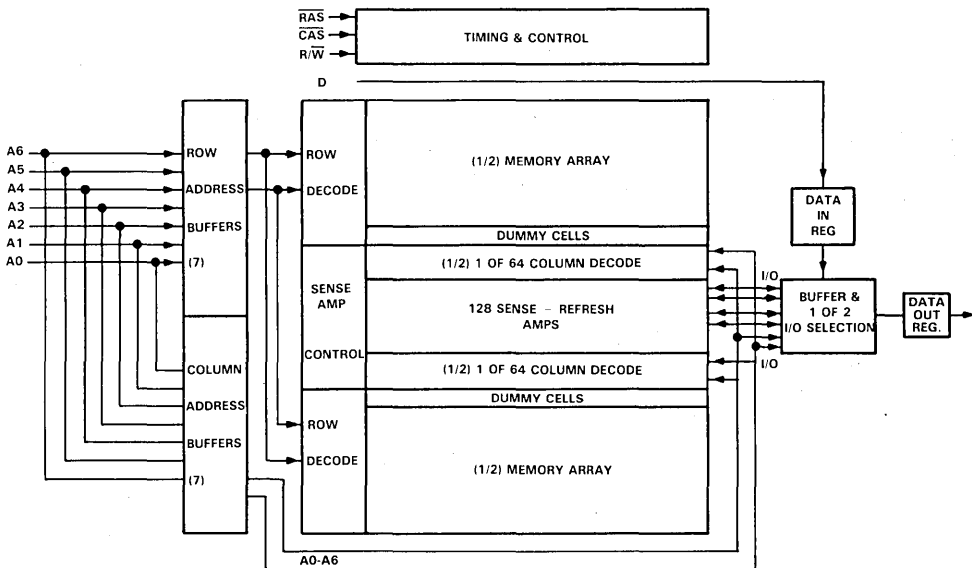 R̅A̅S̅
C̅A̅S̅
R/W̅
TIMING & CONTROL
D
A6
A5
A4
A3
A2
A1
A0
ROW
ADDRESS
BUFFERS
(7)
COLUMN
ADDRESS
BUFFERS
(7)
ROW
DECODE
SENSE
AMP
CONTROL
ROW
DECODE
(1/2) MEMORY ARRAY
DUMMY CELLS
(1/2) 1 OF 64 COLUMN DECODE
128 SENSE – REFRESH
AMPS
(1/2) 1 OF 64 COLUMN DECODE
DUMMY CELLS
(1/2) MEMORY ARRAY
DATA
IN
REG
I/O
BUFFER &
1 OF 2
I/O SELECTION
I/O
DATA
OUT
REG.
A0-A6